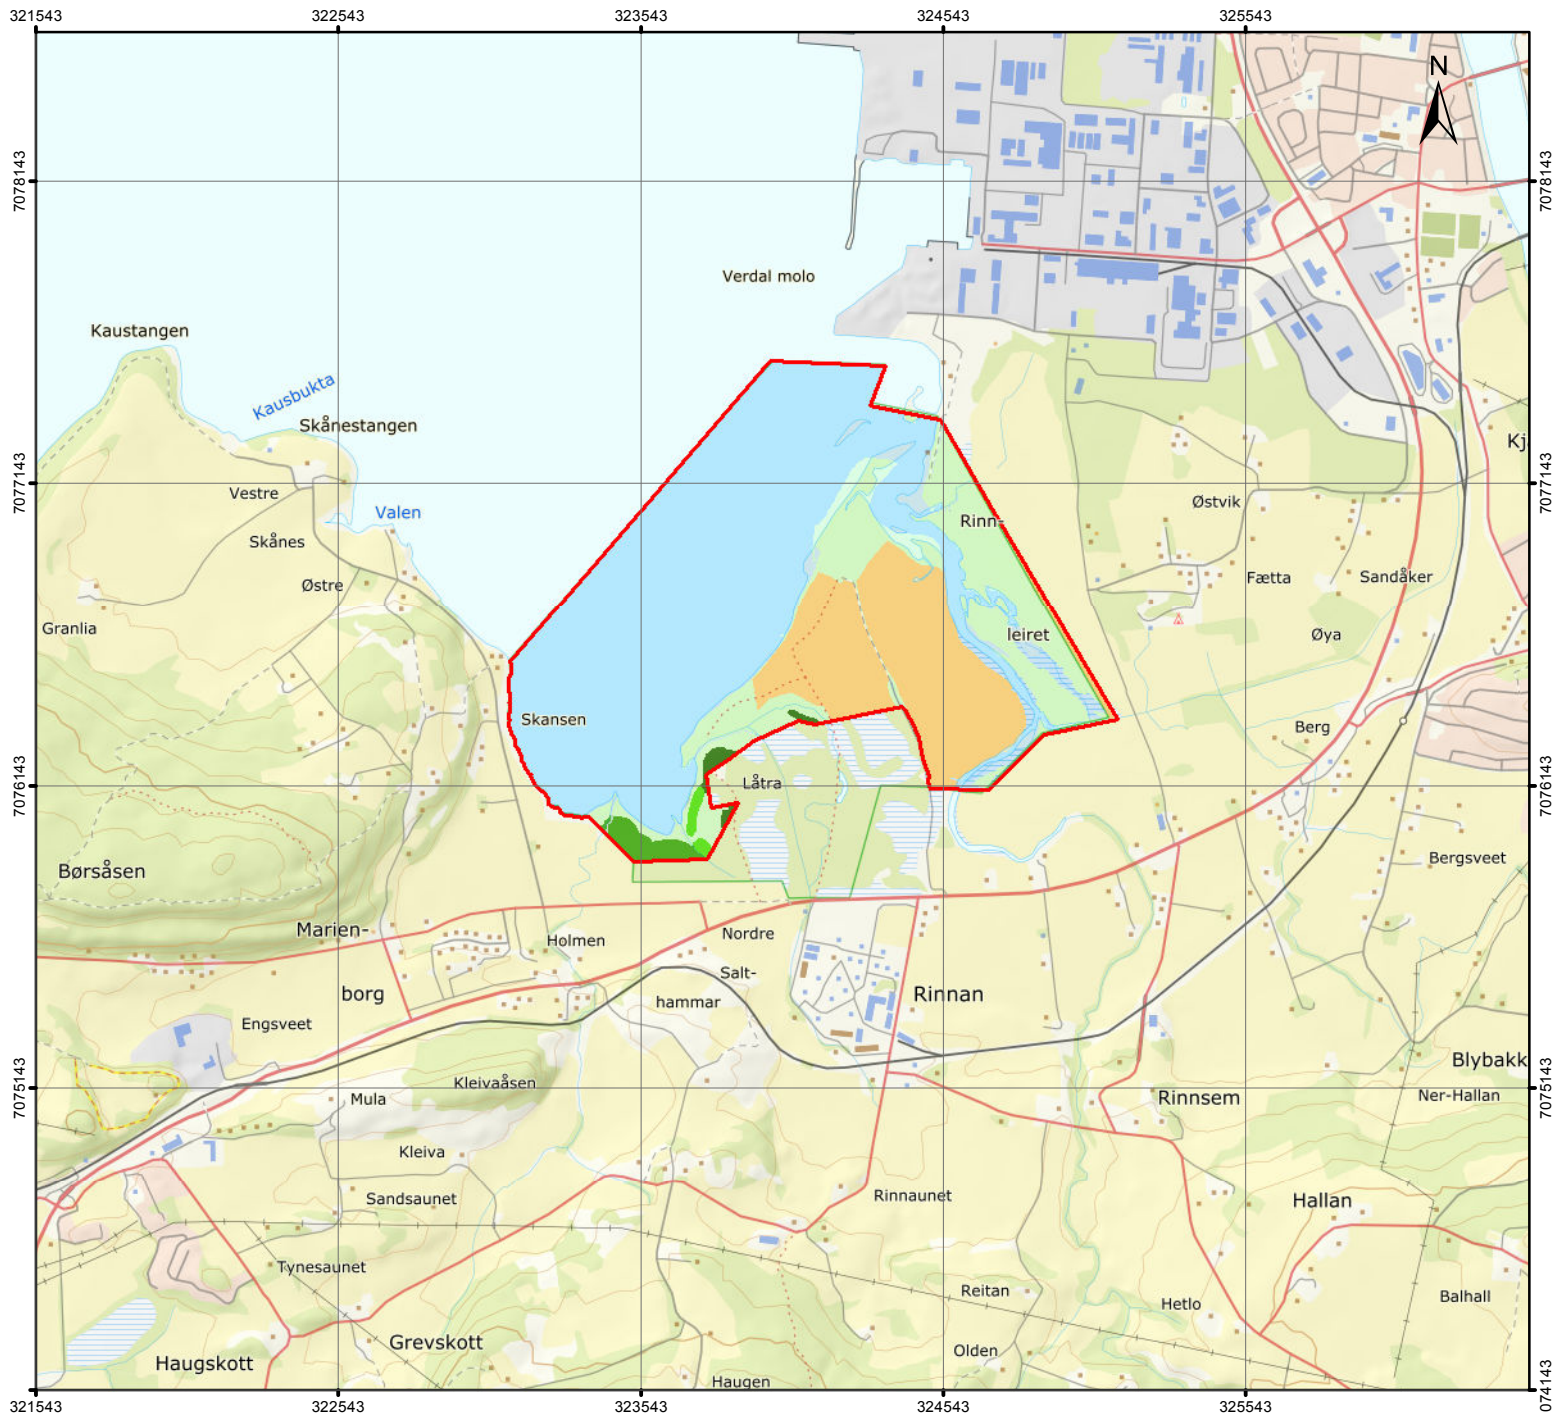 321543 322543 323543 324543 325543
N
7078143 7078143
Verdal molo
Kaustangen
Kausbukta
Skånestangen
Kj
7077143 7077143
Vestre
Østvik
Valen
Rinn-
Skånes
Østre
Fætta
Sandåker
Granlia
leiret
Øya
Skansen
Berg
7076143 7076143
Låtra
Børsåsen
Bergsveet
Marien-
Holmen
Nordre
Salt-
borg
hammar
Rinnan
Engsveet
Blybakk
Kleivaåsen
7075143 7075143
Mula
Rinnsem
Ner-Hallan
Kleiva
Sandsaunet
Rinnaunet
Hallan
Tynesaunet
Reitan
Hetlo
Balhall
Grevskott
Olden
Haugskott
Haugen
074143
321543 322543 323543 324543 325543